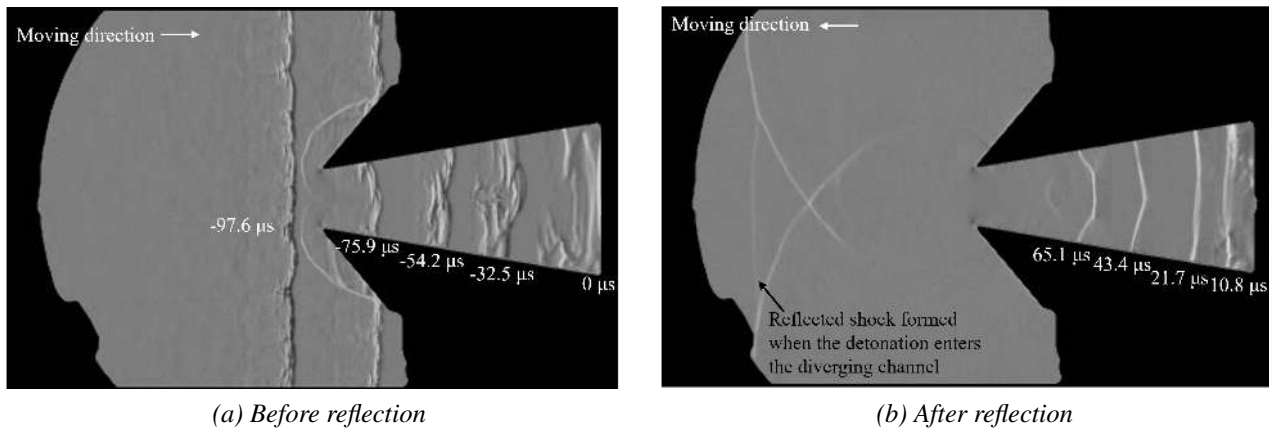 Moving direction
-97.6 μs
-75.9 μs
-54.2 μs
-32.5 μs
0 μs
(a) Before reflection
Moving direction
65.1 μs
43.4 μs
21.7 μs
10.8 μs
Reflected shock formed
when the detonation enters
the diverging channel
(b) After reflection